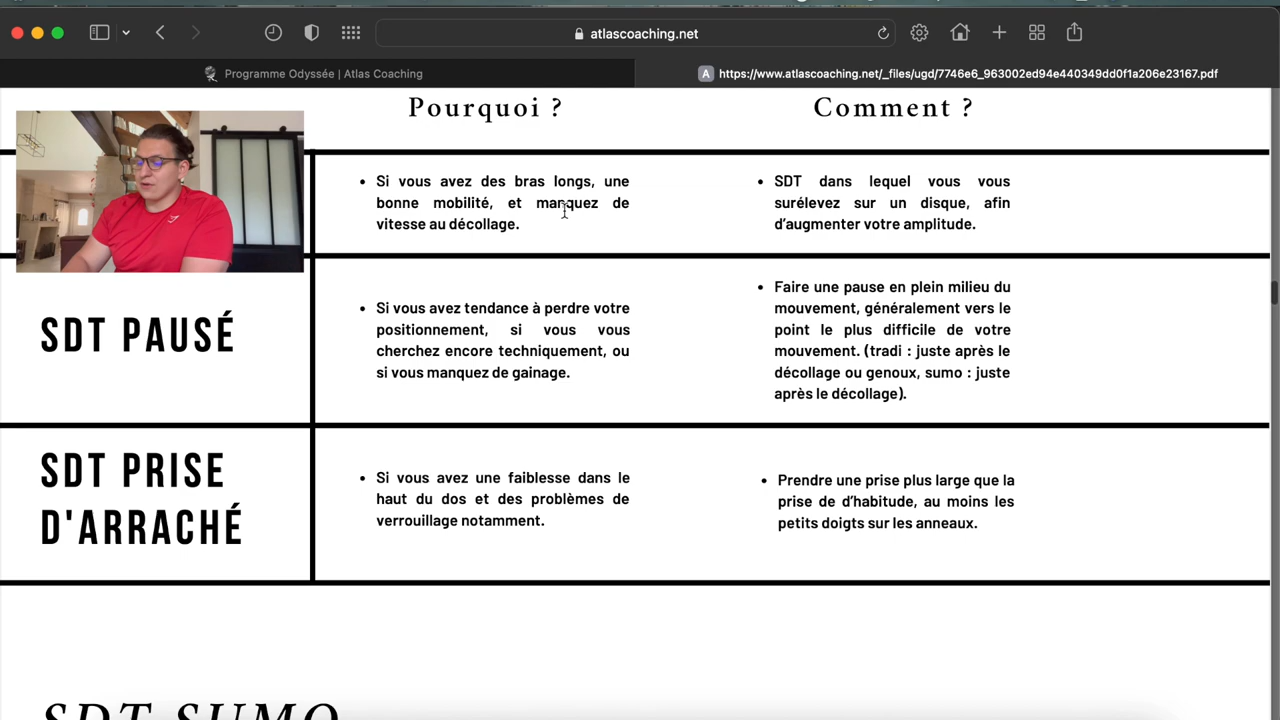 atlascoaching.net
Programme Odyssée | Atlas Coaching
A https://www.atlascoaching.net/_files/ugd/7746e6_963002ed94e440349dd0f1a206e23167.pdf
Pourquoi ?
Comment ?
• Si vous avez des bras longs, une
bonne mobilité, et manquez de
vitesse au décollage.
• SDT dans lequel vous vous
surélevez sur un disque, afin
d'augmenter votre amplitude.
SDT PAUSÉ
• Si vous avez tendance à perdre votre
positionnement, si vous vous
cherchez encore techniquement, ou
si vous manquez de gainage.
• Faire une pause en plein milieu du
mouvement, généralement vers le
point le plus difficile de votre
mouvement. (tradi : juste après le
décollage ou genoux, sumo : juste
après le décollage).
SDT PRISE
D'ARRACHÉ
• Si vous avez une faiblesse dans le
haut du dos et des problèmes de
verrouillage notamment.
• Prendre une prise plus large que la
prise de d'habitude, au moins les
petits doigts sur les anneaux.
SDT SUMO